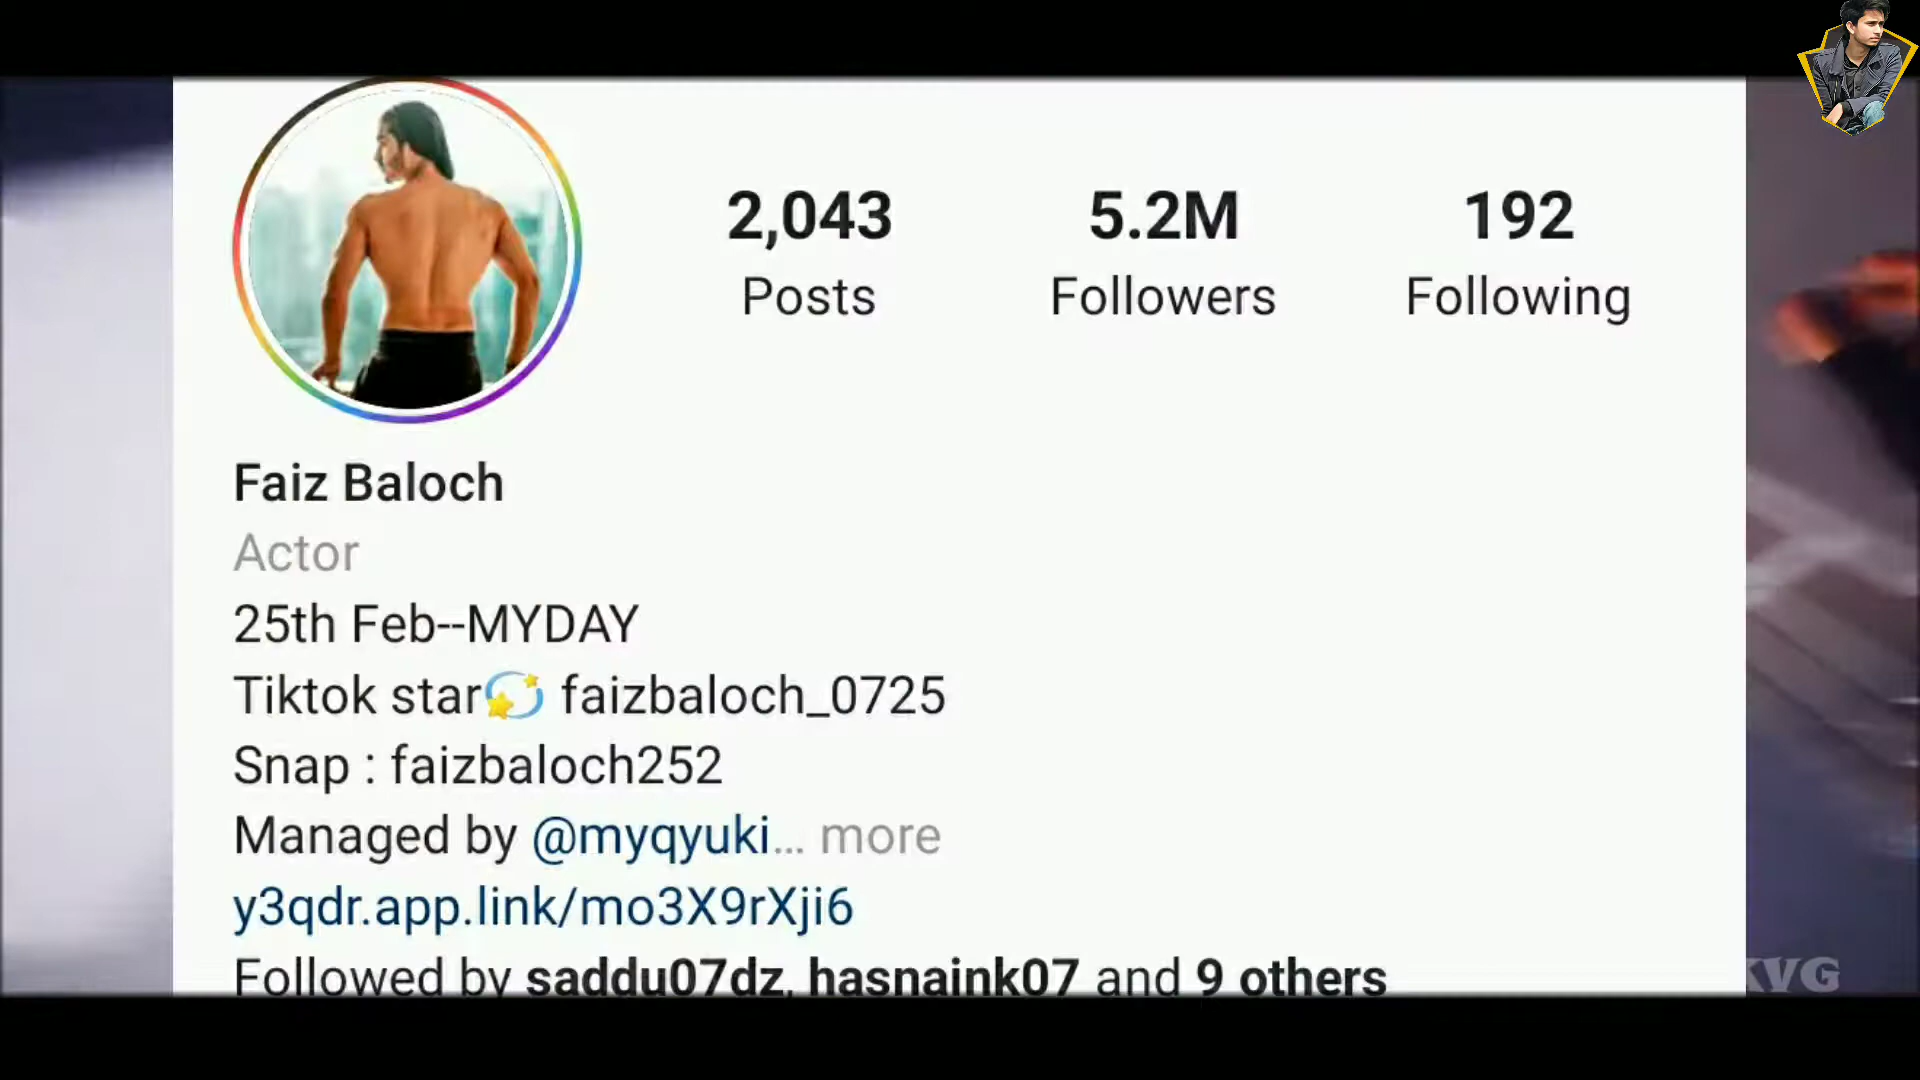 2,043 5.2M 192
Posts Followers Following
Faiz Baloch
Actor
25th Feb--MYDAY
Tiktok star💫 faizbaloch_0725
Snap : faizbaloch252
Managed by @myqyuki... more
y3qdr.app.link/mo3X9rXji6
Followed by saddu07dz, hasnaink07 and 9 others